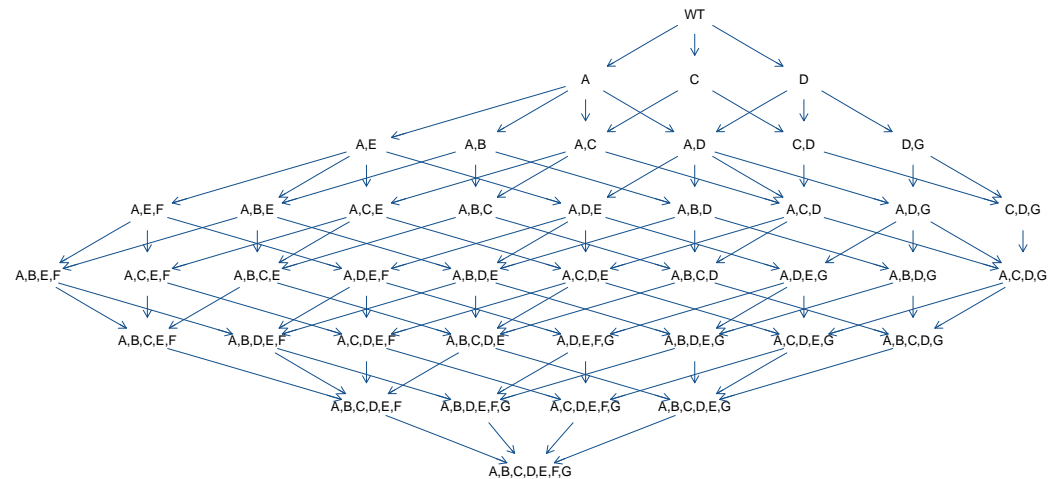 WT
A C D
A,E A,B A,C A,D C,D D,G
A,E,F A,B,E A,C,E A,B,C A,D,E A,B,D A,C,D A,D,G C,D,G
A,B,E,F A,C,E,F A,B,C,E A,D,E,F A,B,D,E A,C,D,E A,B,C,D A,D,E,G A,B,D,G A,C,D,G
A,B,C,E,F A,B,D,E,F A,C,D,E,F A,B,C,D,E A,D,E,F,G A,B,D,E,G A,C,D,E,G A,B,C,D,G
A,B,C,D,E,F A,B,D,E,F,G A,C,D,E,F,G A,B,C,D,E,G
A,B,C,D,E,F,G